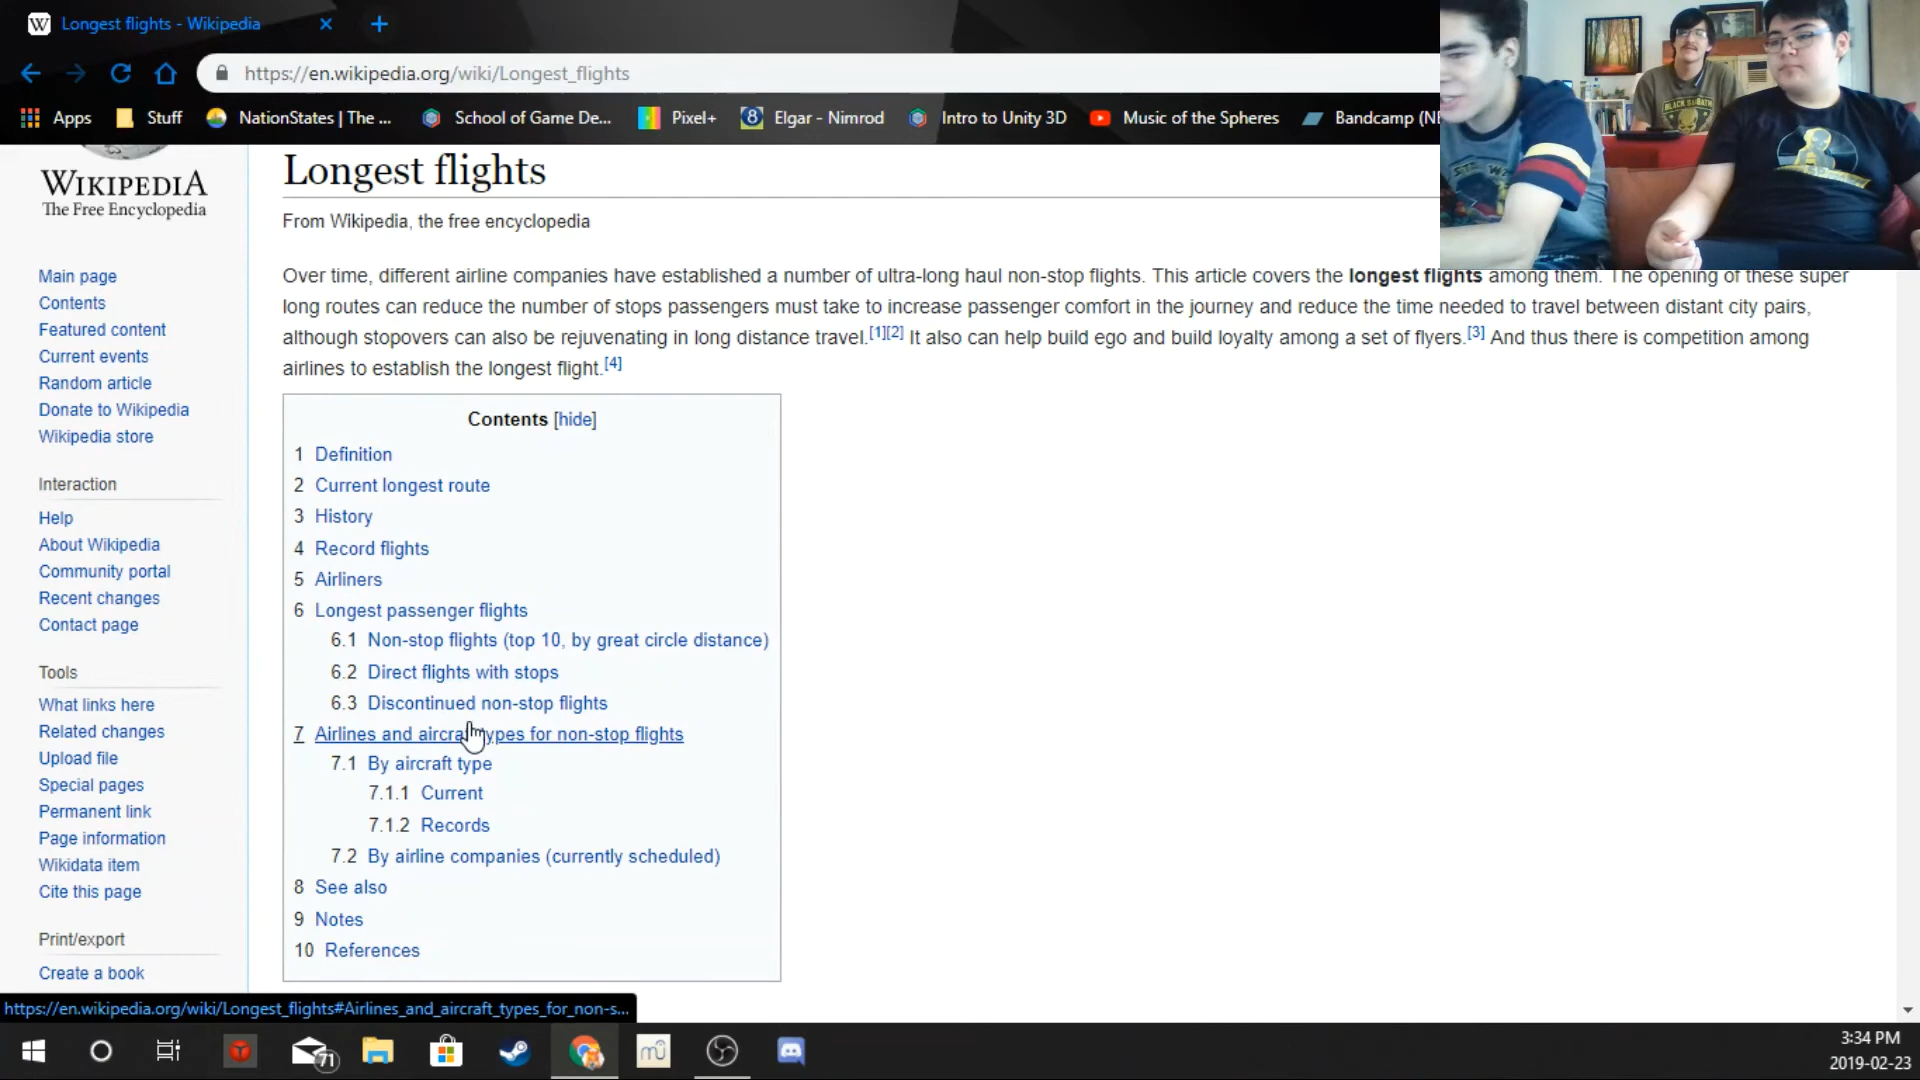 Longest flights - Wikipedia
https://en.wikipedia.org/wiki/Longest_flights
Apps Stuff NationStates | The ... School of Game De... Pixel+ Elgar - Nimrod Intro to Unity 3D Music of the Spheres Bandcamp (NE
BLACK SABBATH
WIKIPEDIA
The Free Encyclopedia
Main page
Contents
Featured content
Current events
Random article
Donate to Wikipedia
Wikipedia store
Interaction
Help
About Wikipedia
Community portal
Recent changes
Contact page
Tools
What links here
Related changes
Upload file
Special pages
Permanent link
Page information
Wikidata item
Cite this page
Print/export
Create a book
Longest flights
From Wikipedia, the free encyclopedia
Over time, different airline companies have established a number of ultra-long haul non-stop flights. This article covers the longest flights among them. The opening of these super
long routes can reduce the number of stops passengers must take to increase passenger comfort in the journey and reduce the time needed to travel between distant city pairs,
although stopovers can also be rejuvenating in long distance travel.[1][2] It also can help build ego and build loyalty among a set of flyers.[3] And thus there is competition among
airlines to establish the longest flight.[4]
Contents [hide]
1 Definition
2 Current longest route
3 History
4 Record flights
5 Airliners
6 Longest passenger flights
6.1 Non-stop flights (top 10, by great circle distance)
6.2 Direct flights with stops
6.3 Discontinued non-stop flights
7 Airlines and aircraft types for non-stop flights
7.1 By aircraft type
7.1.1 Current
7.1.2 Records
7.2 By airline companies (currently scheduled)
8 See also
9 Notes
10 References
https://en.wikipedia.org/wiki/Longest_flights#Airlines_and_aircraft_types_for_non-s...
71
3:34 PM
2019-02-23